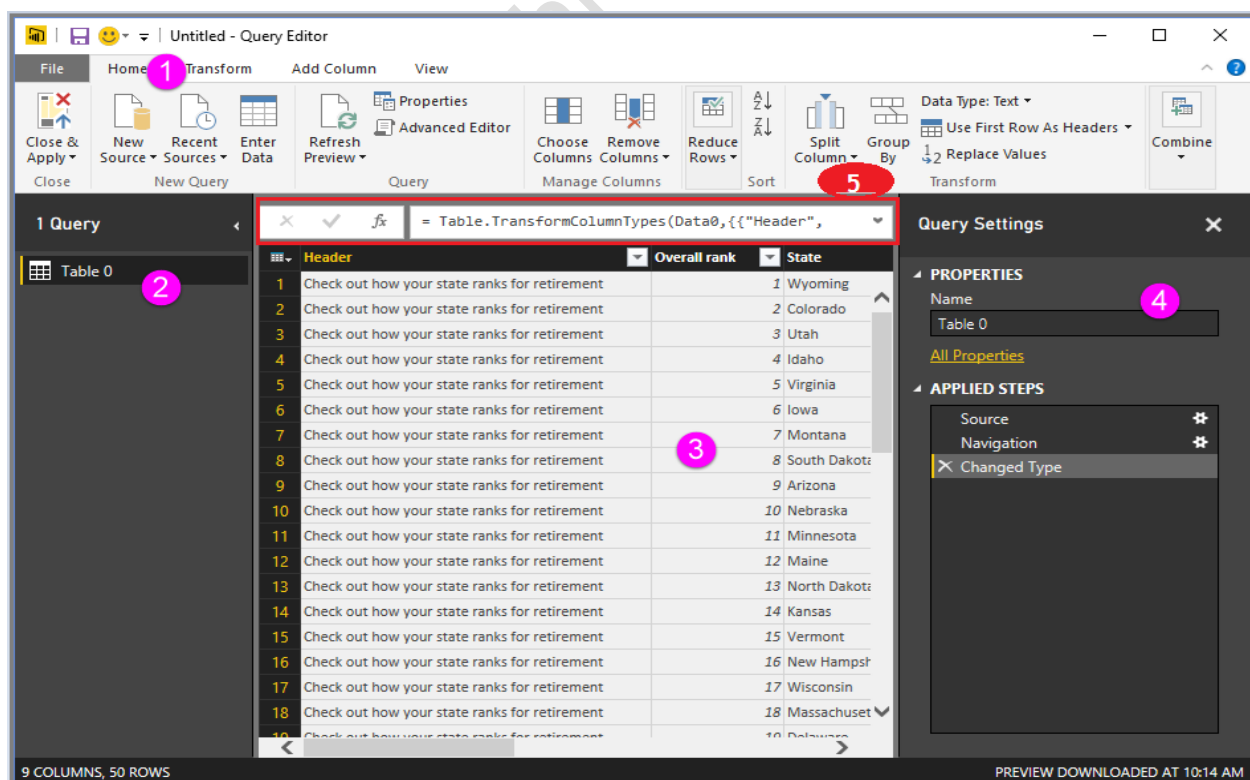 Untitled - Query Editor
File Home 1 Transform Add Column View
Close & Apply
New Source
Recent Sources
Enter Data
Refresh Preview
Properties
Advanced Editor
Choose Columns
Remove Columns
Reduce Rows
Split Column
Group By
Data Type: Text
Use First Row As Headers
Replace Values
Combine
Close New Query Query Manage Columns Sort 5 Transform
1 Query
Table 0
2
fx = Table.TransformColumnTypes(Data0,{{"Header",
Header Overall rank State
1 Check out how your state ranks for retirement 1 Wyoming
2 Check out how your state ranks for retirement 2 Colorado
3 Check out how your state ranks for retirement 3 Utah
4 Check out how your state ranks for retirement 4 Idaho
5 Check out how your state ranks for retirement 5 Virginia
6 Check out how your state ranks for retirement 6 Iowa
7 Check out how your state ranks for retirement 7 Montana
3
8 Check out how your state ranks for retirement 8 South Dakota
9 Check out how your state ranks for retirement 9 Arizona
10 Check out how your state ranks for retirement 10 Nebraska
11 Check out how your state ranks for retirement 11 Minnesota
12 Check out how your state ranks for retirement 12 Maine
13 Check out how your state ranks for retirement 13 North Dakota
14 Check out how your state ranks for retirement 14 Kansas
15 Check out how your state ranks for retirement 15 Vermont
16 Check out how your state ranks for retirement 16 New Hampsh
17 Check out how your state ranks for retirement 17 Wisconsin
18 Check out how your state ranks for retirement 18 Massachuset
19 Check out how your state ranks for retirement 19 Delaware
Query Settings
PROPERTIES
Name
4
Table 0
All Properties
APPLIED STEPS
Source
Navigation
Changed Type
9 COLUMNS, 50 ROWS
PREVIEW DOWNLOADED AT 10:14 AM